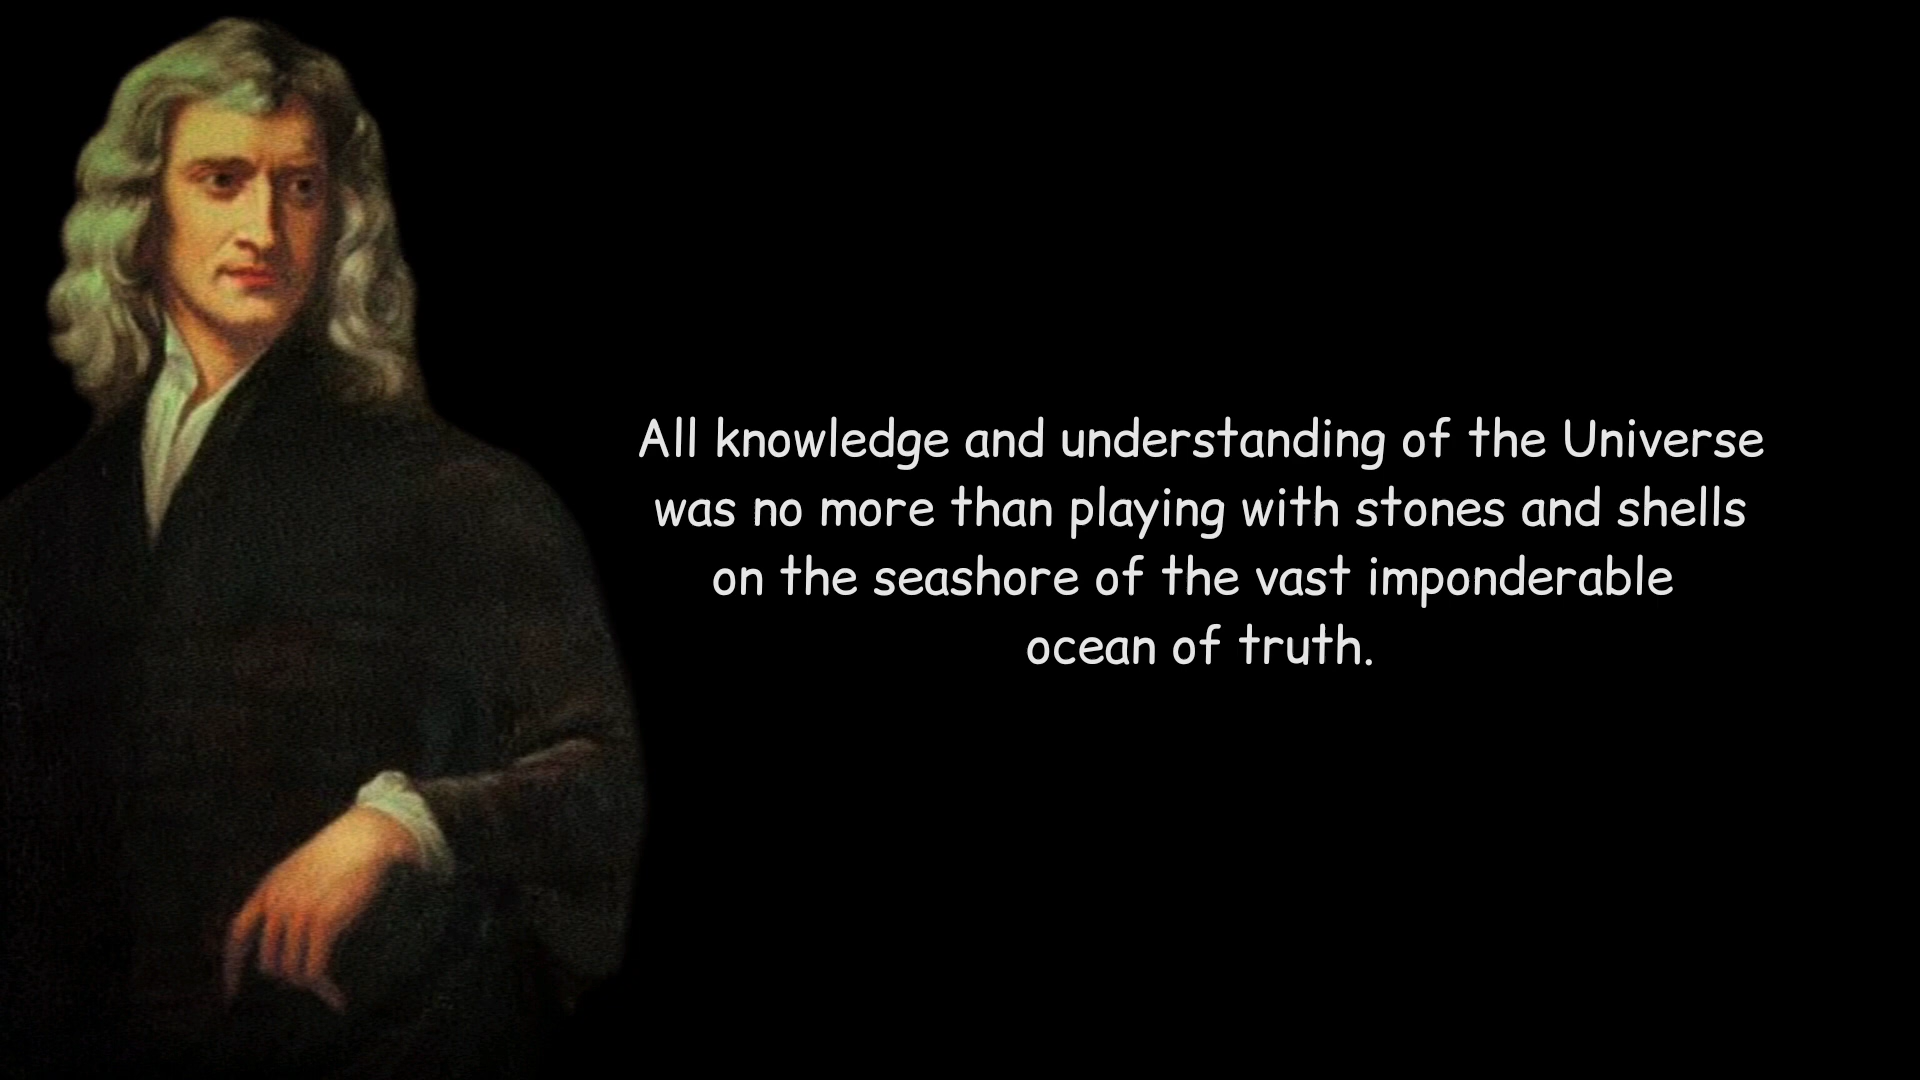 All knowledge and understanding of the Universe
was no more than playing with stones and shells
on the seashore of the vast imponderable
ocean of truth.